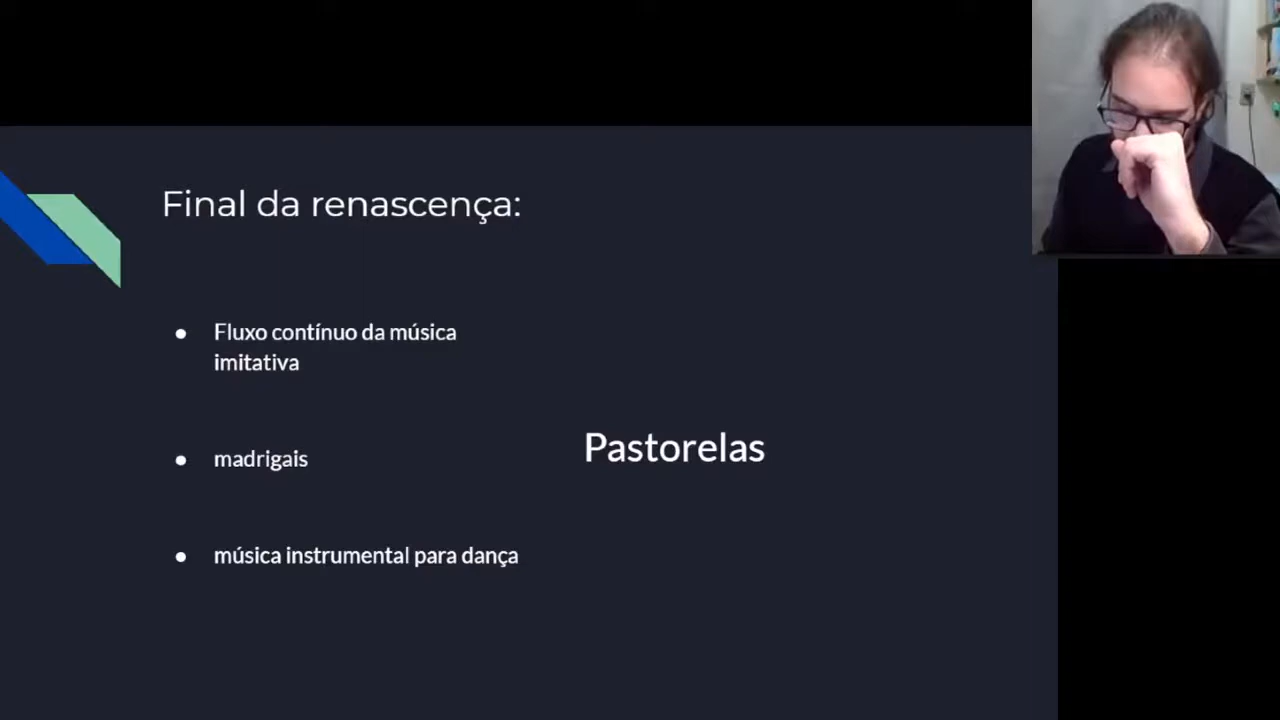 Final da renascença:
Fluxo contínuo da música
imitativa
madrigais
Pastorelas
música instrumental para dança